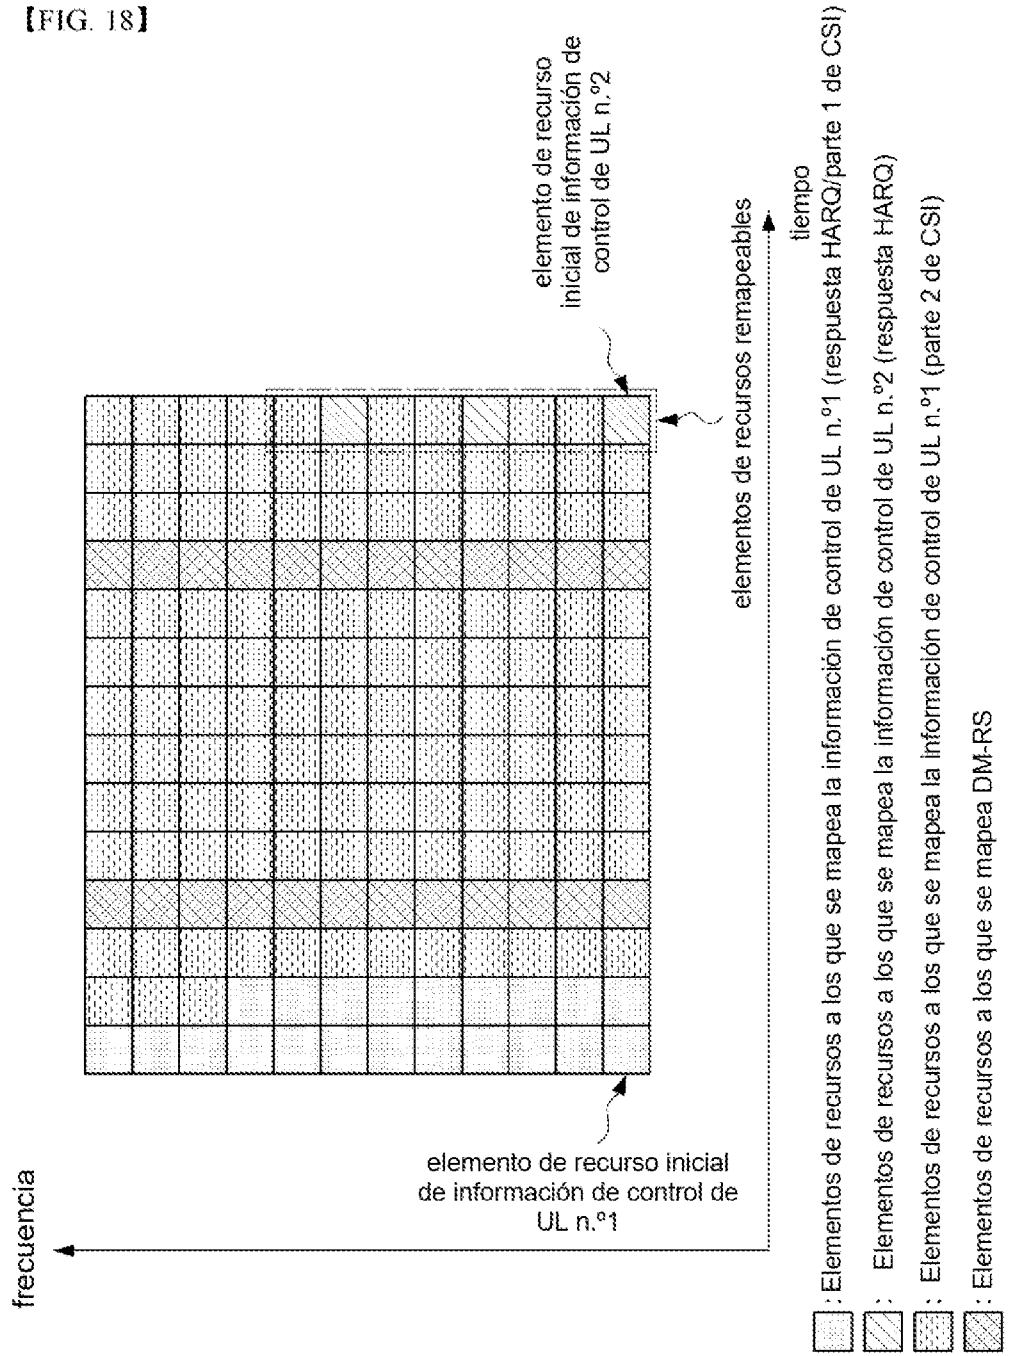 【FIG. 18】
frecuencia
elemento de recurso
inicial de información de
control de UL n.º2
elementos de recursos remapeables
tiempo
elemento de recurso inicial
de información de control de
UL n.º1
: Elementos de recursos a los que se mapea la información de control de UL n.º1 (respuesta HARQ/parte 1 de CSI)
: Elementos de recursos a los que se mapea la información de control de UL n.º2 (respuesta HARQ)
: Elementos de recursos a los que se mapea la información de control de UL n.º1 (parte 2 de CSI)
: Elementos de recursos a los que se mapea DM-RS